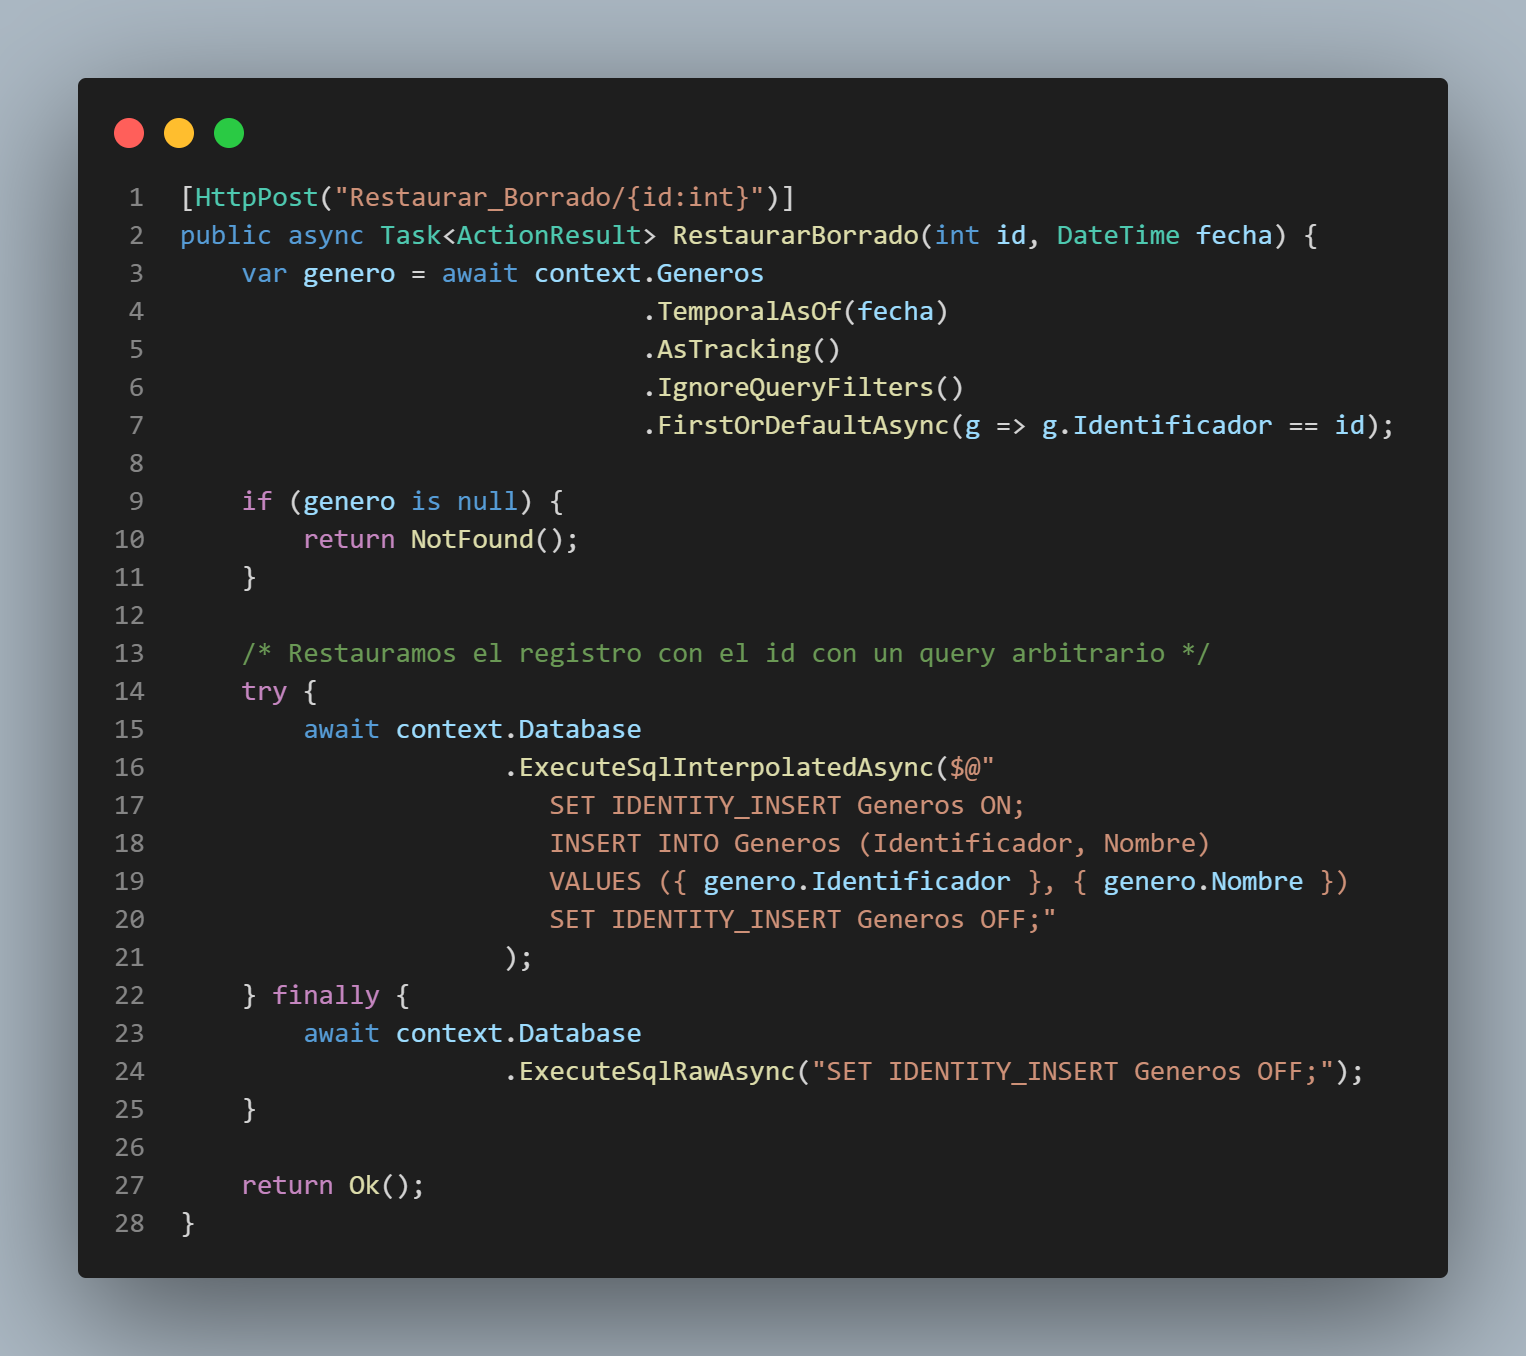 1 [HttpPost("Restaurar_Borrado/{id:int}")]
2 public async Task<ActionResult> RestaurarBorrado(int id, DateTime fecha) {
3     var genero = await context.Generos
4                               .TemporalAsOf(fecha)
5                               .AsTracking()
6                               .IgnoreQueryFilters()
7                               .FirstOrDefaultAsync(g => g.Identificador == id);
8
9     if (genero is null) {
10         return NotFound();
11     }
12
13     /* Restauramos el registro con el id con un query arbitrario */
14     try {
15         await context.Database
16                      .ExecuteSqlInterpolatedAsync($@"
17                         SET IDENTITY_INSERT Generos ON;
18                         INSERT INTO Generos (Identificador, Nombre)
19                         VALUES ({ genero.Identificador }, { genero.Nombre })
20                         SET IDENTITY_INSERT Generos OFF;"
21                      );
22     } finally {
23         await context.Database
24                      .ExecuteSqlRawAsync("SET IDENTITY_INSERT Generos OFF;");
25     }
26
27     return Ok();
28 }